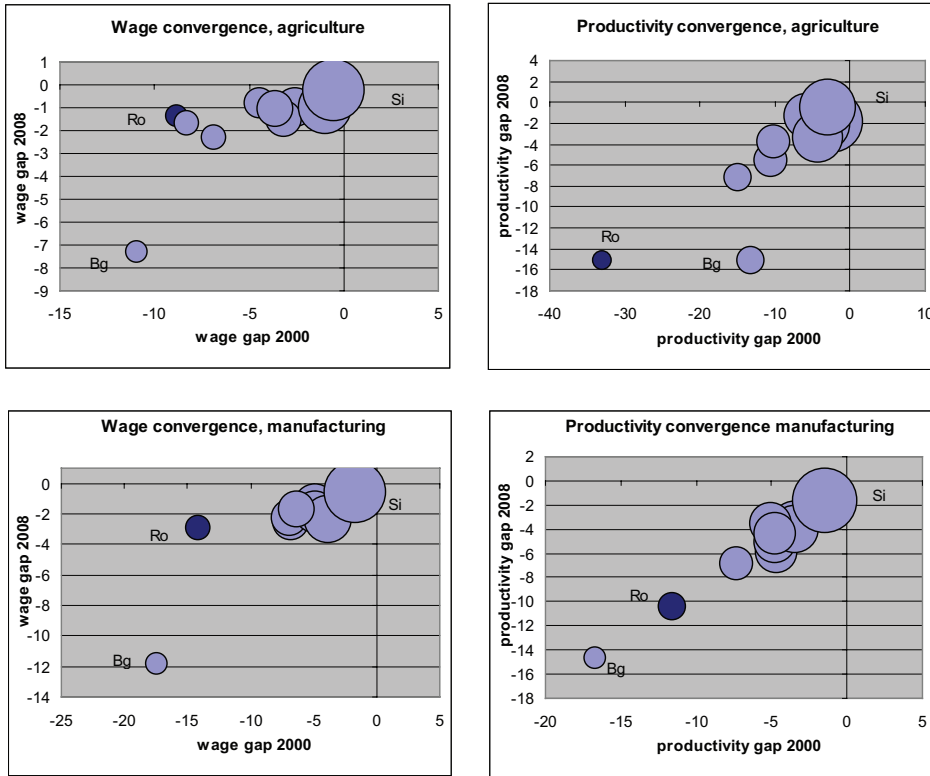 Wage convergence, agriculture
1
0
-1
-2
-3
-4
-5
-6
-7
-8
-9
wage gap 2008
Si
Ro
Bg
-15
-10
-5
0
5
wage gap 2000
Productivity convergence, agriculture
4
2
0
-2
-4
-6
-8
-10
-12
-14
-16
-18
productivity gap 2008
Si
Ro
Bg
-40
-30
-20
-10
0
10
productivity gap 2000
Wage convergence, manufacturing
0
-2
-4
-6
-8
-10
-12
-14
wage gap 2008
Si
Ro
Bg
-25
-20
-15
-10
-5
0
5
wage gap 2000
Productivity convergence manufacturing
2
0
-2
-4
-6
-8
-10
-12
-14
-16
-18
productivity gap 2008
Si
Ro
Bg
-20
-15
-10
-5
0
5
productivity gap 2000